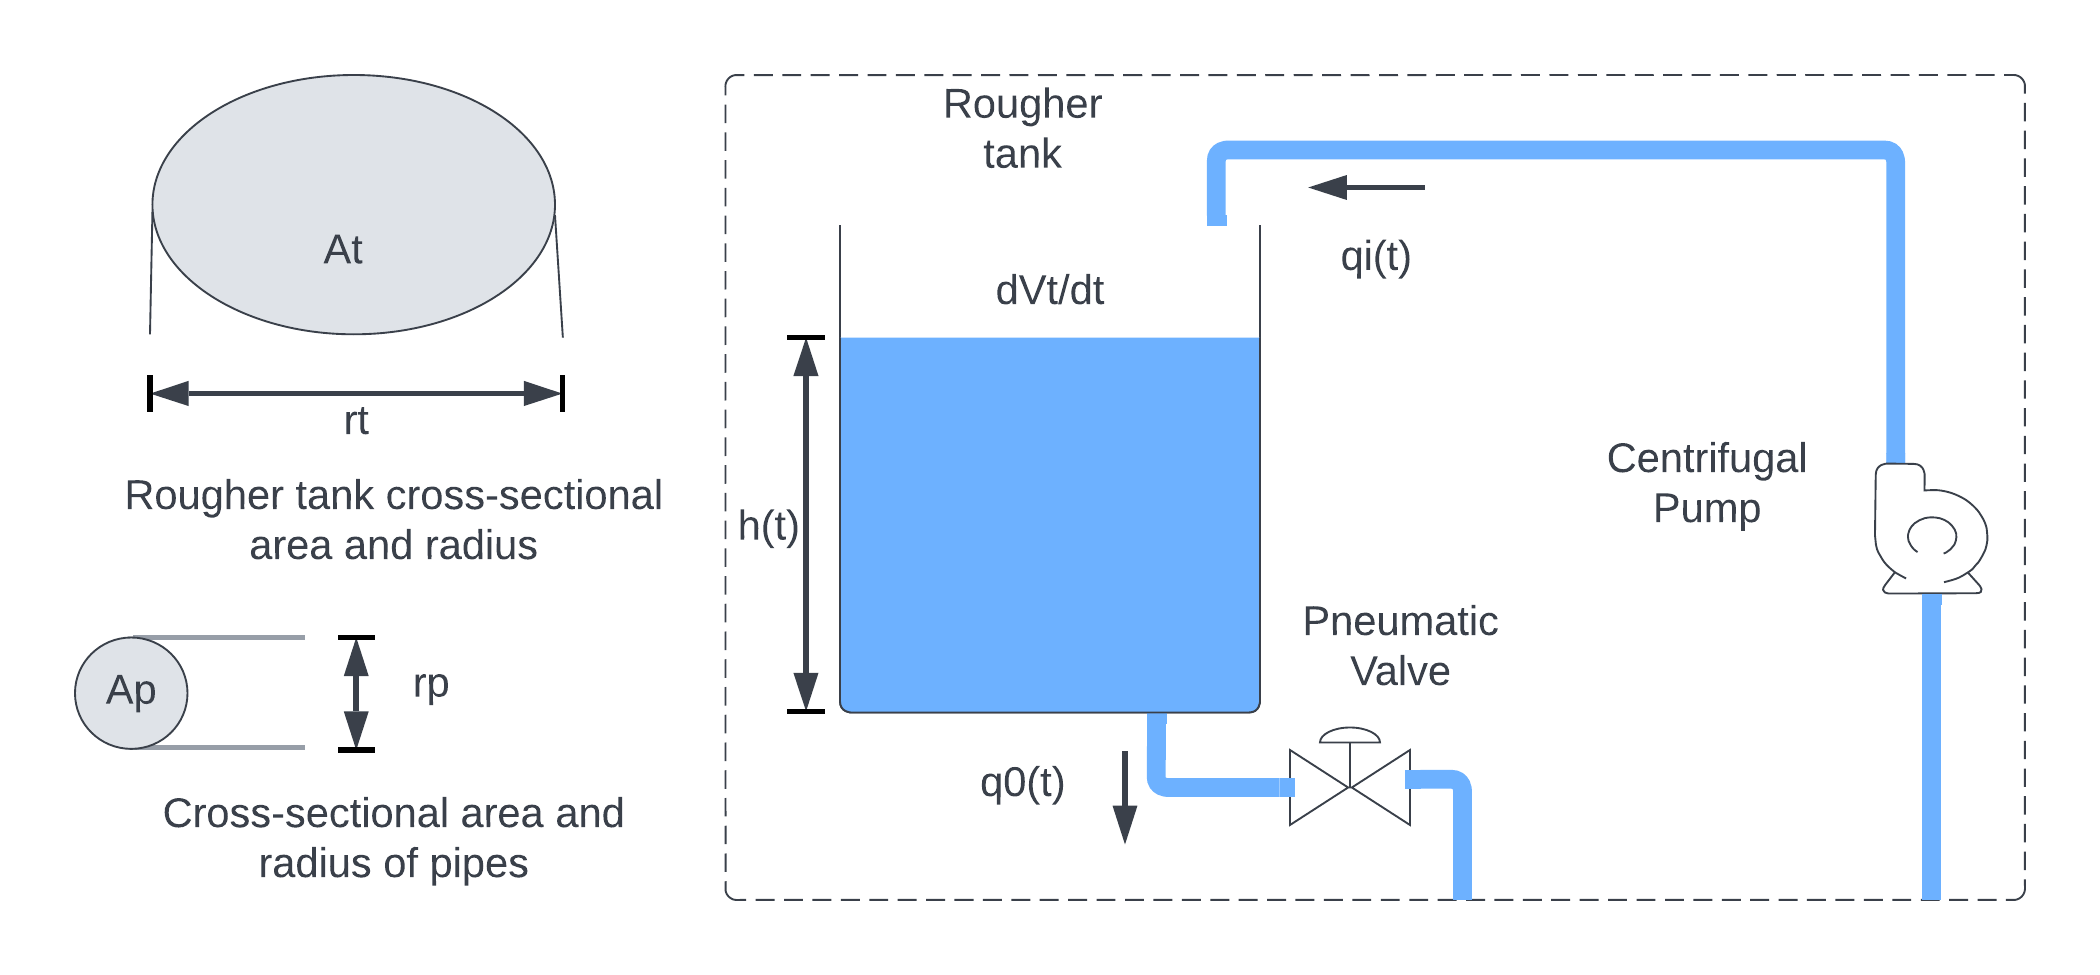 At
rt
Rougher tank cross-sectional
area and radius
Ap
rp
Cross-sectional area and
radius of pipes
Rougher
tank
qi(t)
dVt/dt
h(t)
Centrifugal
Pump
Pneumatic
Valve
q0(t)